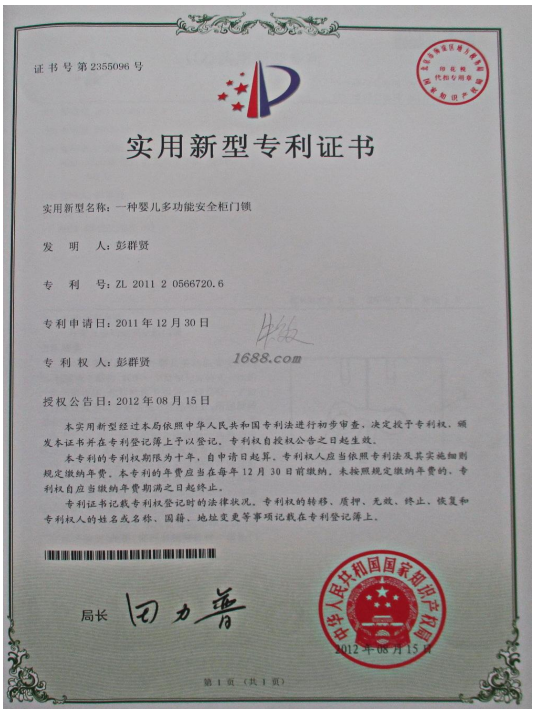 证书号第2355096号
印花税
代扣专用章
实用新型专利证书
实用新型名称：一种婴儿多功能安全柜门锁
发明人：彭群贤
专利号：ZL 2011 2 0566720.6
专利申请日：2011年12月30日
专利权人：彭群贤
1688.com
授权公告日：2012年08月15日
本实用新型经过本局依照中华人民共和国专利法进行初步审查，决定授予专利权，颁
发本证书并在专利登记簿上予以登记。专利权自授权公告之日起生效。
本专利的专利权期限为十年，自申请日起算。专利权人应当依照专利法及其实施细则
规定缴纳年费。本专利的年费应当在每年12月30日前缴纳。未按照规定缴纳年费的，专
利权自应当缴纳年费期满之日起终止。
专利证书记载专利权登记时的法律状况。专利权的转移、质押、无效、终止、恢复和
专利权人的姓名或名称、国籍、地址变更等事项记载在专利登记簿上。
局长 田力普
中华人民共和国国家知识产权局
2012年08月15日
第1页（共1页）